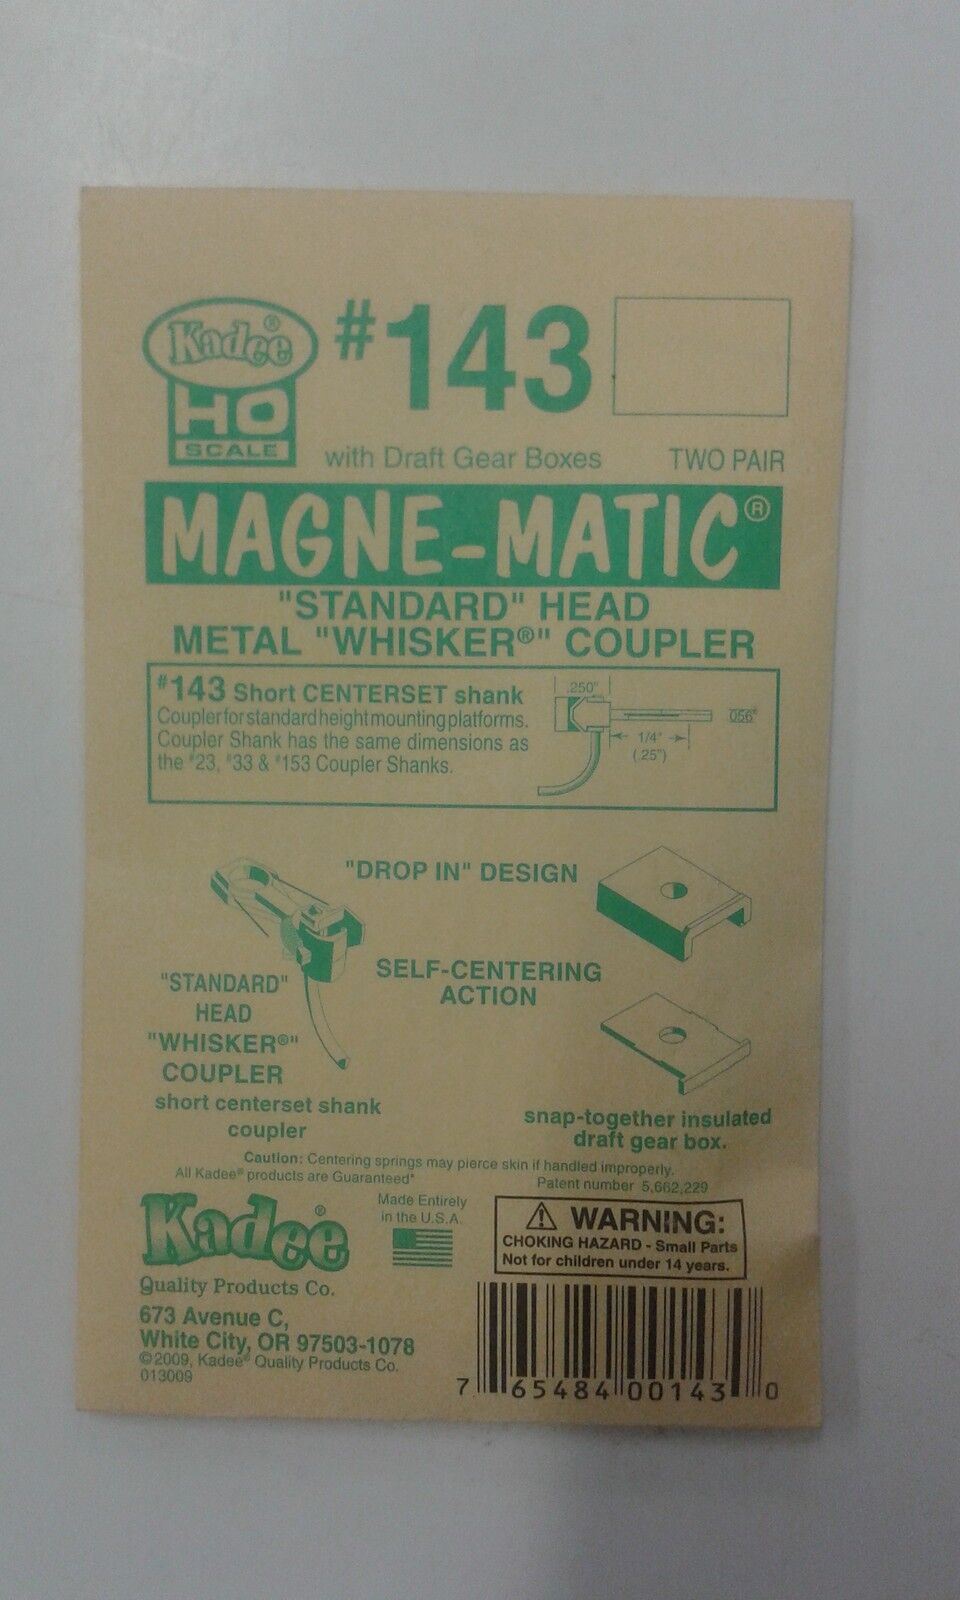 Kadee®
HO
SCALE
#143
with Draft Gear Boxes
TWO PAIR
MAGNE-MATIC®
"STANDARD" HEAD
METAL "WHISKER®" COUPLER
#143 Short CENTERSET shank
Coupler for standard height mounting platforms.
Coupler Shank has the same dimensions as
the #23, #33 & #153 Coupler Shanks.
.250"
.056"
1/4"
(.25")
"DROP IN" DESIGN
SELF-CENTERING
ACTION
"STANDARD"
HEAD
"WHISKER®"
COUPLER
short centerset shank
coupler
snap-together insulated
draft gear box.
Caution: Centering springs may pierce skin if handled improperly.
All Kadee® products are Guaranteed*
Patent number 5,662,229
Kadee®
Quality Products Co.
Made Entirely
in the U.S.A.
673 Avenue C,
White City, OR 97503-1078
©2009, Kadee® Quality Products Co.
013009
WARNING:
CHOKING HAZARD - Small Parts
Not for children under 14 years.
7 65484 00143 0